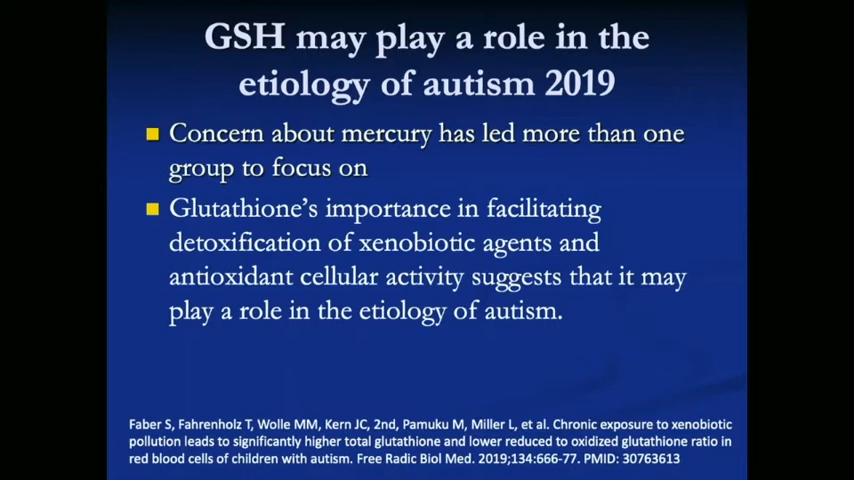 GSH may play a role in the
etiology of autism 2019
Concern about mercury has led more than one
group to focus on
Glutathione’s importance in facilitating
detoxification of xenobiotic agents and
antioxidant cellular activity suggests that it may
play a role in the etiology of autism.
Faber S, Fahrenholz T, Wolle MM, Kern JC, 2nd, Pamuku M, Miller L, et al. Chronic exposure to xenobiotic
pollution leads to significantly higher total glutathione and lower reduced to oxidized glutathione ratio in
red blood cells of children with autism. Free Radic Biol Med. 2019;134:666-77. PMID: 30763613